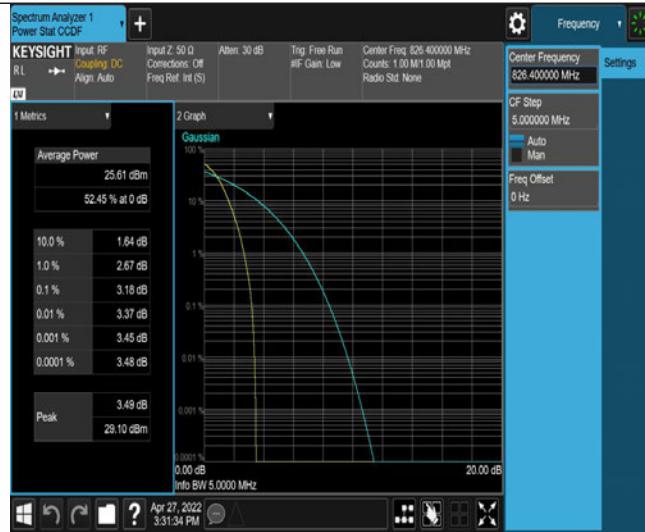 Spectrum Analyzer 1
Power Stat CCDF
Frequency
KEYSIGHT
RL
Input: RF
Coupling: DC
Align: Auto
Input Z: 50 Ω
Corrections: Off
Freq Ref: Int (S)
Atten: 30 dB
Trig: Free Run
#IF Gain: Low
Center Freq: 826.400000 MHz
Counts: 1.00 M/1.00 Mpt
Radio Std: None
Center Frequency
826.400000 MHz
Settings
CF Step
5.000000 MHz
Auto
Man
Freq Offset
0 Hz
1 Metrics
Average Power
25.61 dBm
52.45 % at 0 dB
10.0 % 1.64 dB
1.0 % 2.67 dB
0.1 % 3.18 dB
0.01 % 3.37 dB
0.001 % 3.45 dB
0.0001 % 3.48 dB
Peak
3.49 dB
29.10 dBm
2 Graph
Gaussian
100 %
10 %
1 %
0.1 %
0.01 %
0.001 %
0.0001 %
0.00 dB
20.00 dB
Info BW 5.0000 MHz
?
Apr 27, 2022
3:31:34 PM